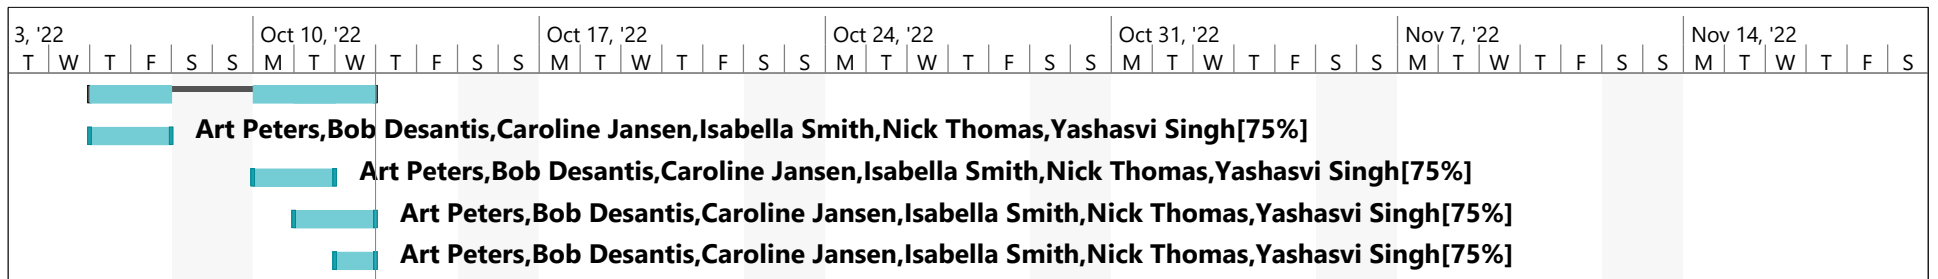 3, '22 Oct 10, '22 Oct 17, '22 Oct 24, '22 Oct 31, '22 Nov 7, '22 Nov 14, '22
T W T F S S M T W T F S S M T W T F S S M T W T F S S M T W T F S S M T W T F S S M T W T F S
Art Peters,Bob Desantis,Caroline Jansen,Isabella Smith,Nick Thomas,Yashasvi Singh[75%]
Art Peters,Bob Desantis,Caroline Jansen,Isabella Smith,Nick Thomas,Yashasvi Singh[75%]
Art Peters,Bob Desantis,Caroline Jansen,Isabella Smith,Nick Thomas,Yashasvi Singh[75%]
Art Peters,Bob Desantis,Caroline Jansen,Isabella Smith,Nick Thomas,Yashasvi Singh[75%]